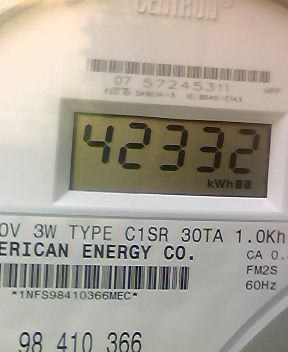 CENTRON
07 57245311
42332
kWh
0V 3W TYPE C1SR 30TA 1.0Kh
ERICAN ENERGY CO. CA 0.
FM2S
*1NFS98410366MEC* 60Hz
98 410 366